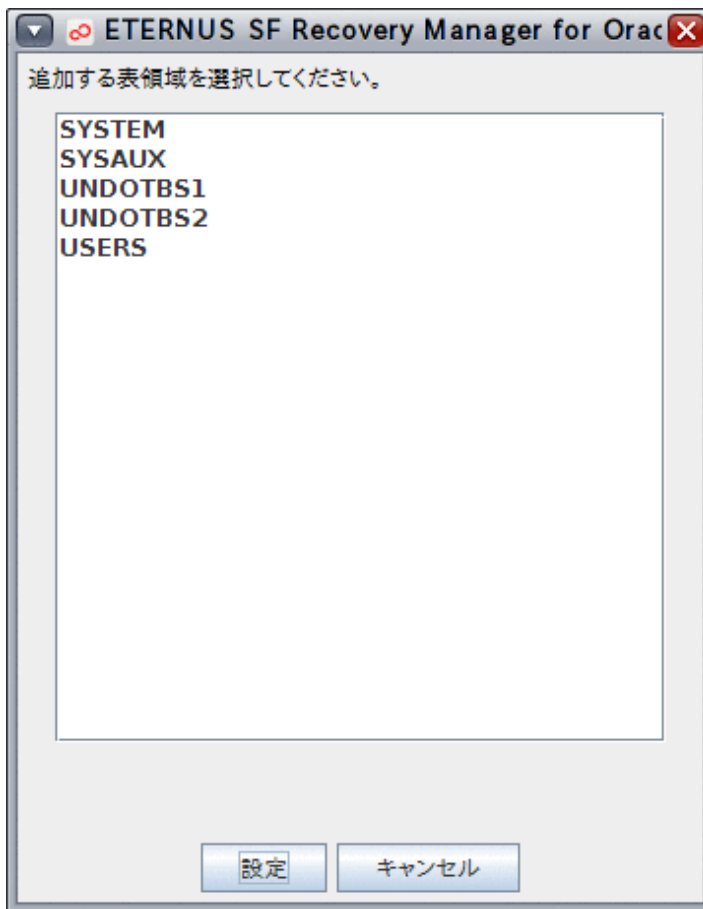 ETERNUS SF Recovery Manager for Orac
追加する表領域を選択してください。
SYSTEM
SYSAUX
UNDOTBS1
UNDOTBS2
USERS
設定
キャンセル